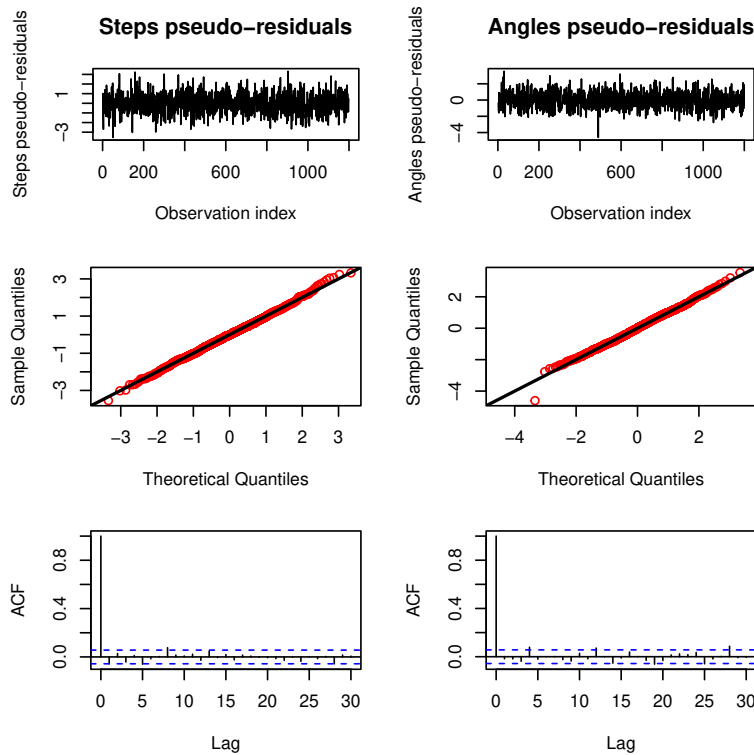 Steps pseudo−residuals
Steps pseudo−residuals
−3 1
0 200 600 1000
Observation index
Angles pseudo−residuals
Angles pseudo−residuals
−4 0
0 200 600 1000
Observation index
Sample Quantiles
−3 −1 1 3
−3 −2 −1 0 1 2 3
Theoretical Quantiles
Sample Quantiles
−4 0 2
−4 −2 0 2
Theoretical Quantiles
ACF
0.0 0.4 0.8
0 5 10 15 20 25 30
Lag
ACF
0.0 0.4 0.8
0 5 10 15 20 25 30
Lag